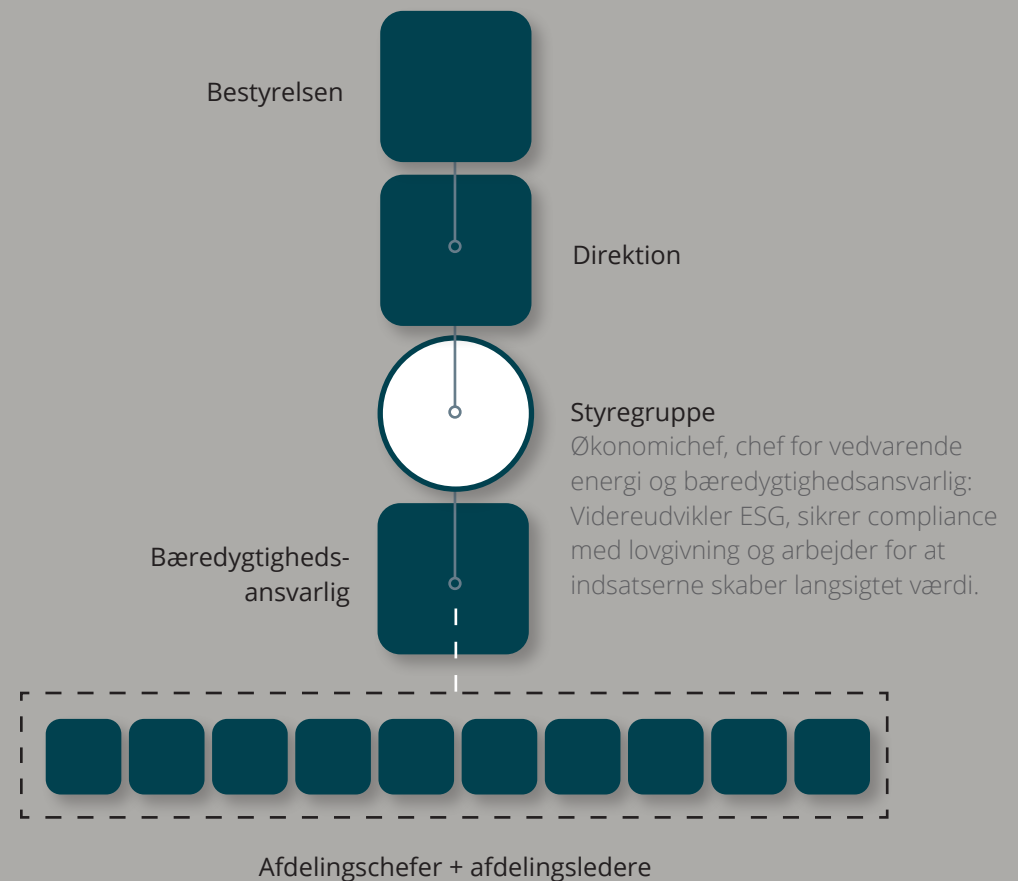 Bestyrelsen
Direktion
Styregruppe
Økonomichef, chef for vedvarende
energi og bæredygtighedsansvarlig:
Videreudvikler ESG, sikrer compliance
med lovgivning og arbejder for at
indsatserne skaber langsigtet værdi.
Bæredygtigheds-
ansvarlig
Afdelingschefer + afdelingsledere